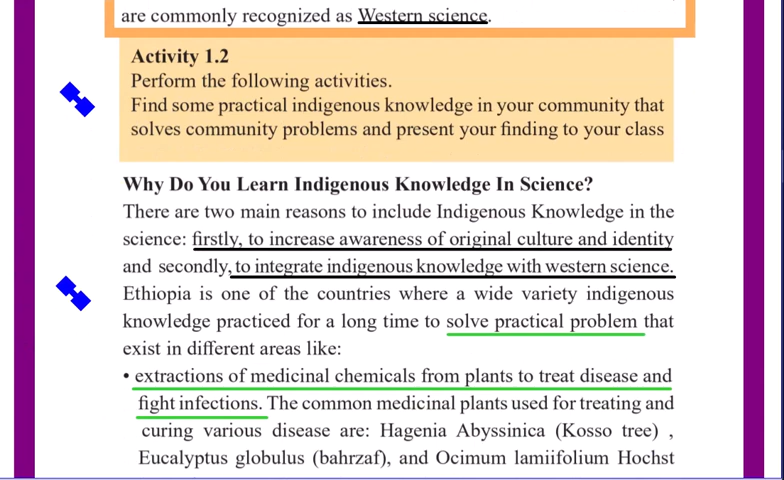 are commonly recognized as Western science.
Activity 1.2
Perform the following activities.
Find some practical indigenous knowledge in your community that
solves community problems and present your finding to your class
Why Do You Learn Indigenous Knowledge In Science?
There are two main reasons to include Indigenous Knowledge in the
science: firstly, to increase awareness of original culture and identity
and secondly, to integrate indigenous knowledge with western science.
Ethiopia is one of the countries where a wide variety indigenous
knowledge practiced for a long time to solve practical problem that
exist in different areas like:
• extractions of medicinal chemicals from plants to treat disease and
fight infections. The common medicinal plants used for treating and
curing various disease are: Hagenia Abyssinica (Kosso tree) ,
Eucalyptus globulus (bahrzaf), and Ocimum lamiifolium Hochst